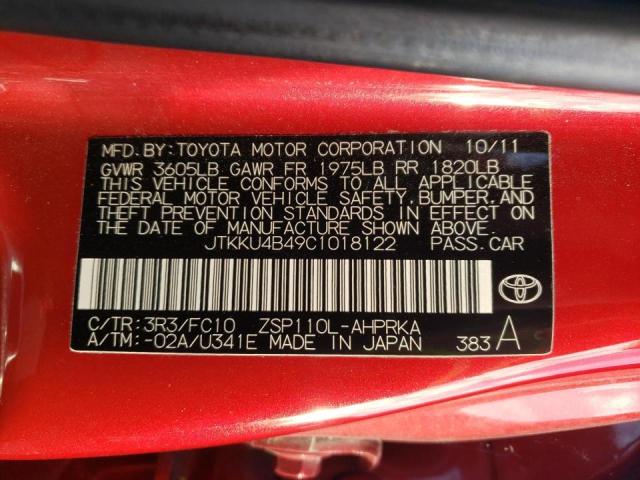 MFD.BY:TOYOTA MOTOR CORPORATION 10/11
GVWR 3605LB GAWR FR 1975LB RR 1820LB
THIS VEHICLE CONFORMS TO ALL APPLICABLE
FEDERAL MOTOR VEHICLE SAFETY,BUMPER,AND
THEFT PREVENTION STANDARDS IN EFFECT ON
THE DATE OF MANUFACTURE SHOWN ABOVE.
JTKKU4B49C1018122 PASS.CAR
C/TR:3R3/FC10 ZSP110L-AHPRKA
A/TM:-02A/U341E MADE IN JAPAN 383 A